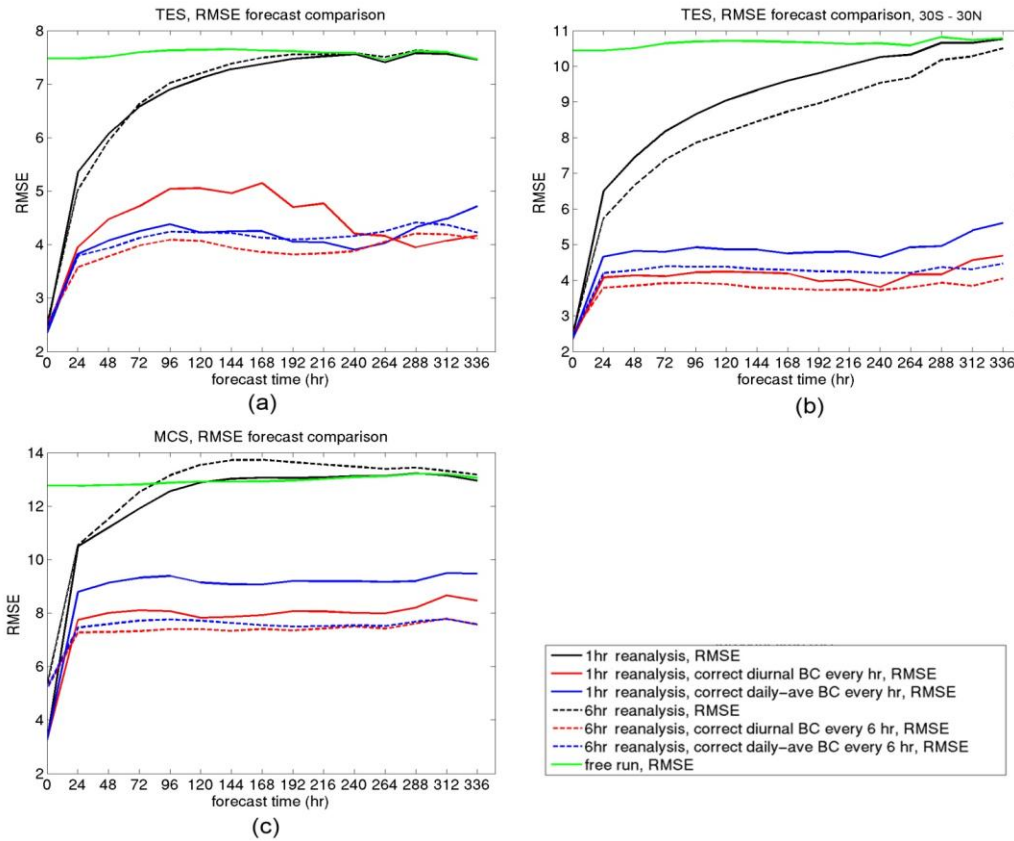 TES, RMSE forecast comparison
8
7
6
5
4
3
2
RMSE
0 24 48 72 96 120 144 168 192 216 240 264 288 312 336
forecast time (hr)
(a)
TES, RMSE forecast comparison, 30S - 30N
11
10
9
8
7
6
5
4
3
2
RMSE
0 24 48 72 96 120 144 168 192 216 240 264 288 312 336
forecast time (hr)
(b)
MCS, RMSE forecast comparison
14
12
10
8
6
4
2
RMSE
0 24 48 72 96 120 144 168 192 216 240 264 288 312 336
forecast time (hr)
(c)
1hr reanalysis, RMSE
1hr reanalysis, correct diurnal BC every hr, RMSE
1hr reanalysis, correct daily-ave BC every hr, RMSE
6hr reanalysis, RMSE
6hr reanalysis, correct diurnal BC every 6 hr, RMSE
6hr reanalysis, correct daily-ave BC every 6 hr, RMSE
free run, RMSE